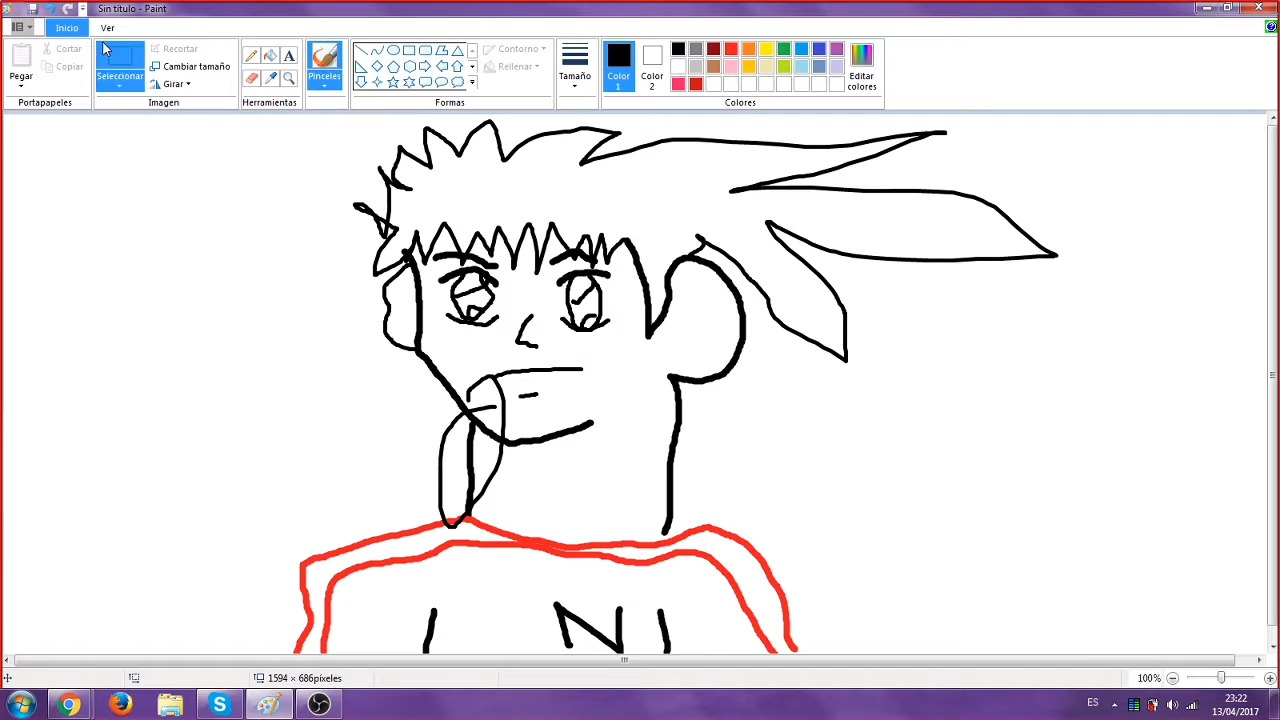 Sin título - Paint
Inicio Ver
Pegar
Cortar
Copiar
Portapapeles
Seleccionar
Recortar
Cambiar tamaño
Girar
Imagen
A
Herramientas
Pinceles
Contorno
Rellenar
Formas
Tamaño
Color
1
Color
2
Editar
colores
Colores
N
1594 × 686píxeles
100%
S
ES
23:22
13/04/2017